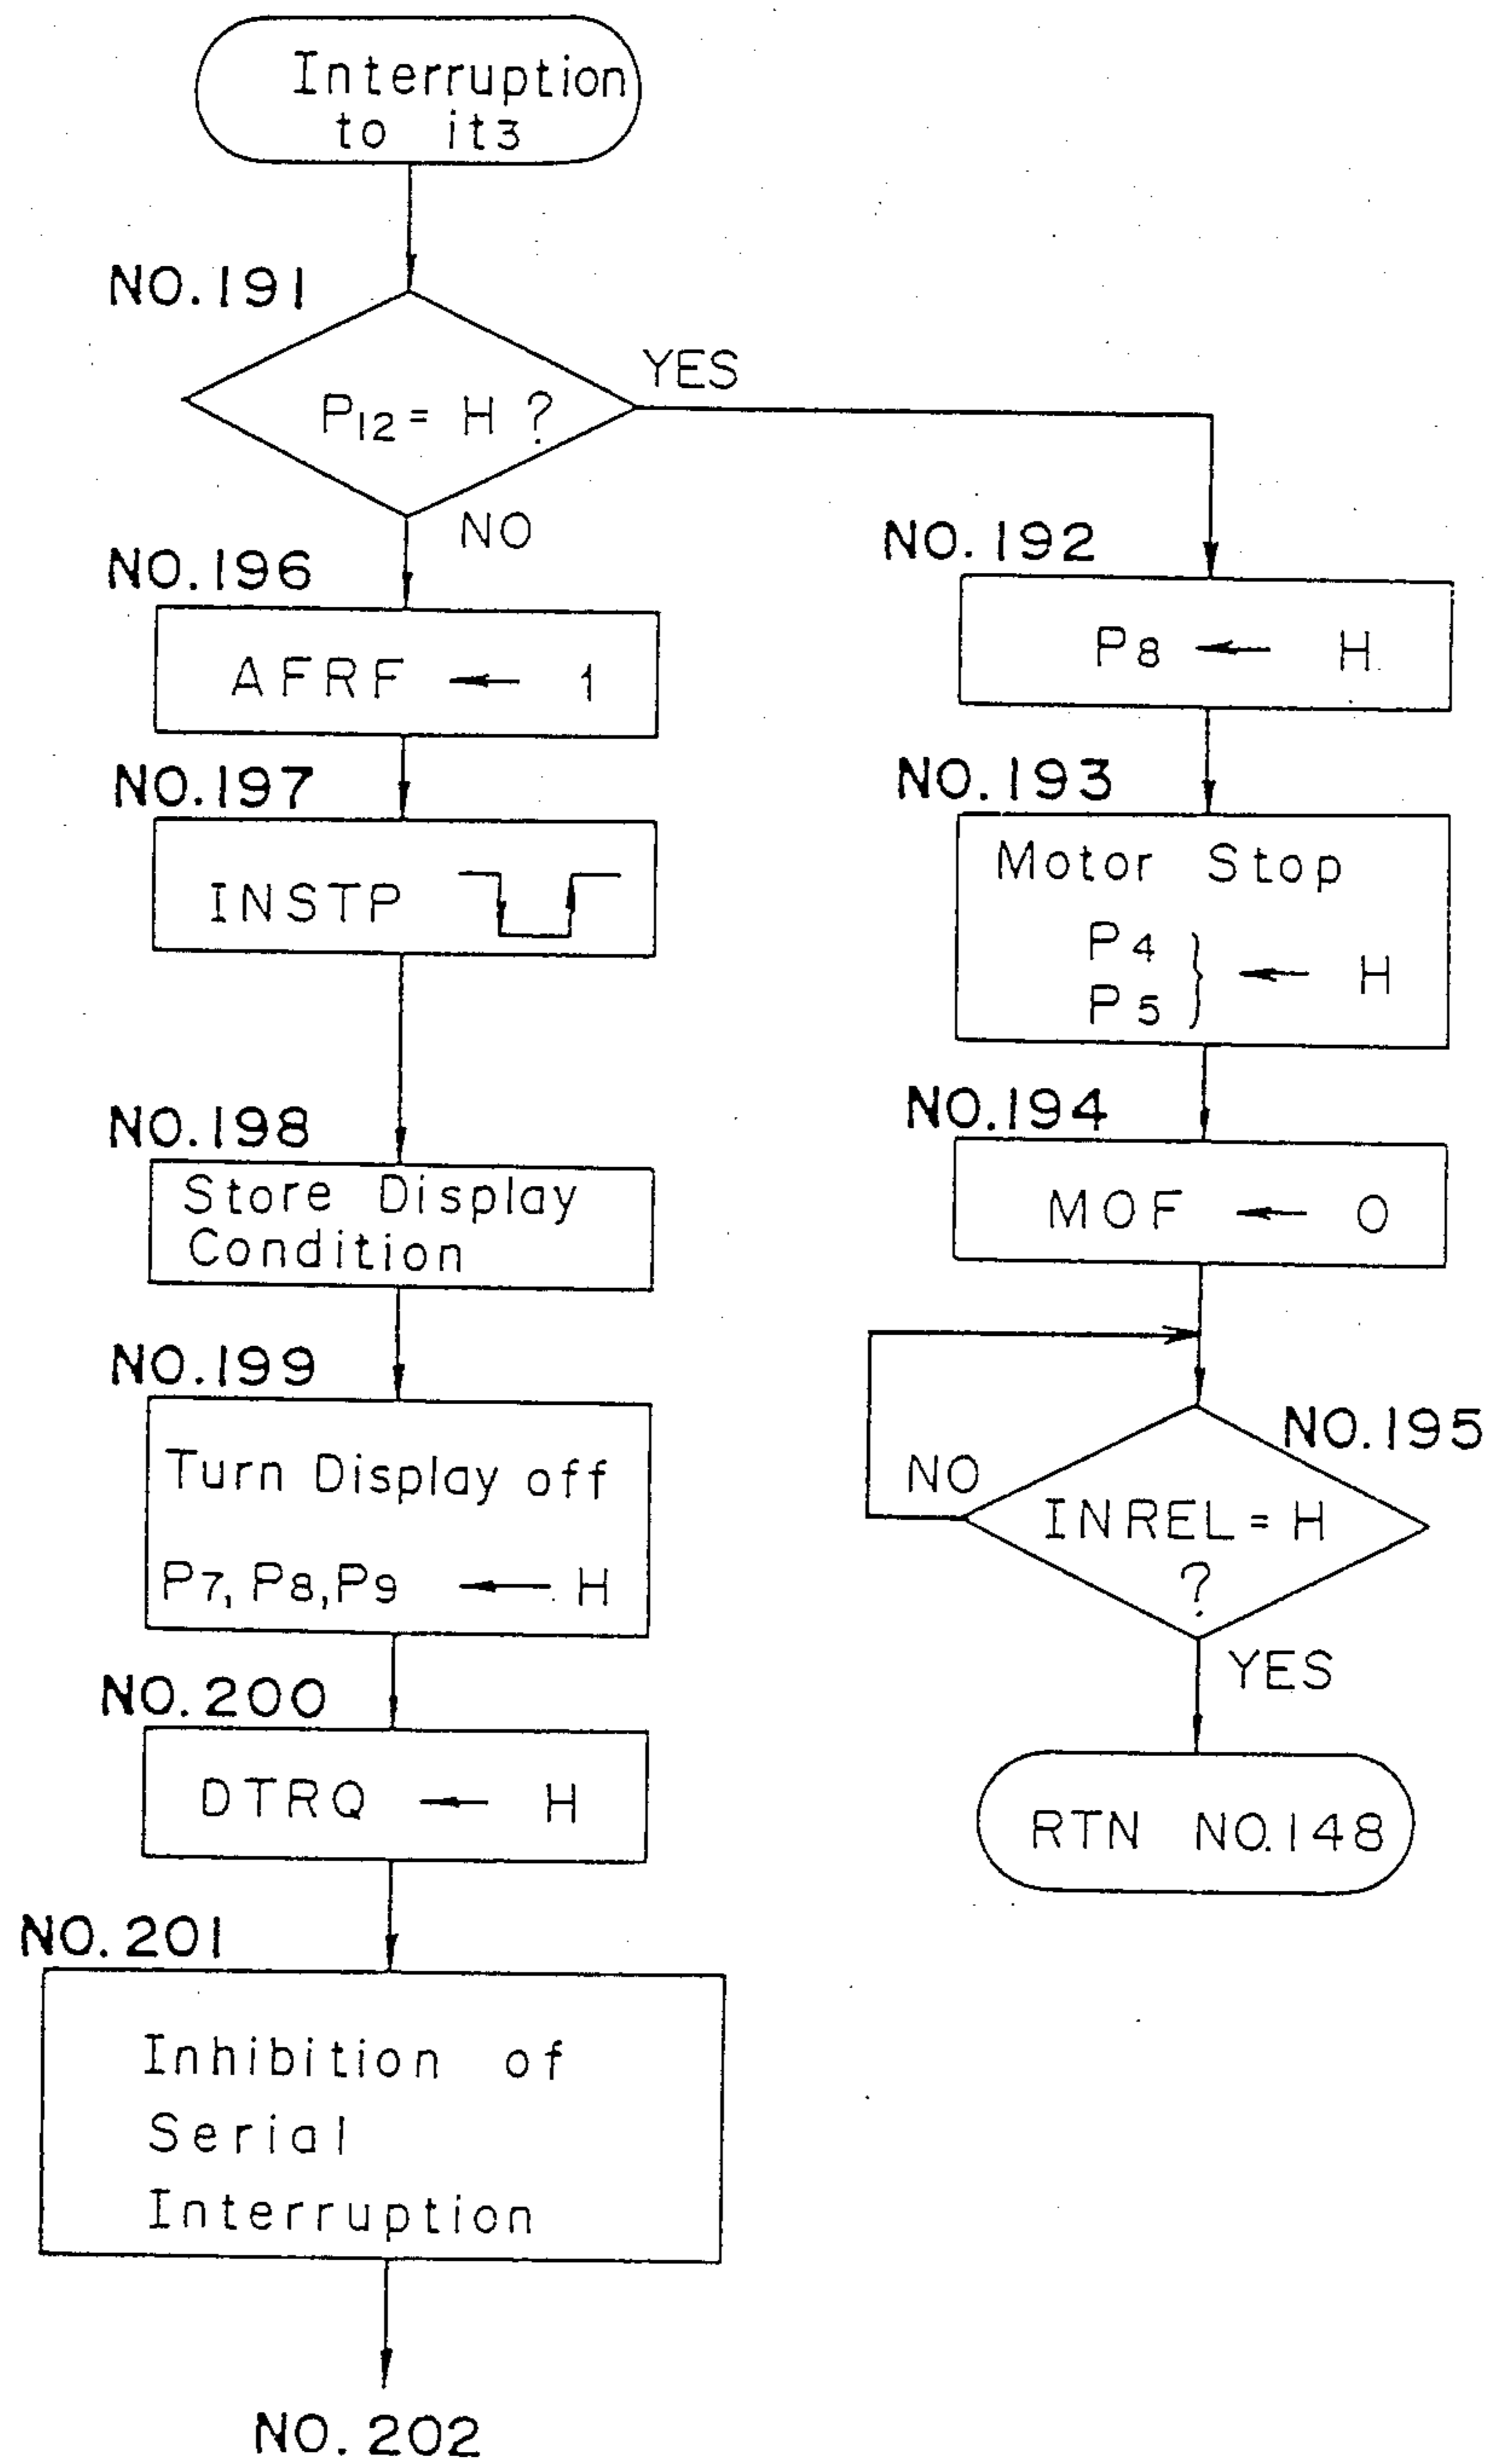 Interruption
to it3
NO.191
P12 = H ?
YES
NO
NO.196
AFRF ← 1
NO.197
INSTP
NO.198
Store Display
Condition
NO.199
Turn Display off
P7, P8, P9 ← H
NO.200
DTRQ ← H
NO.201
Inhibition of
Serial
Interruption
NO.202
NO.192
P8 ← H
NO.193
Motor Stop
P4
P5 } ← H
NO.194
MOF ← 0
NO.195
NO
INREL = H
?
YES
RTN NO.148